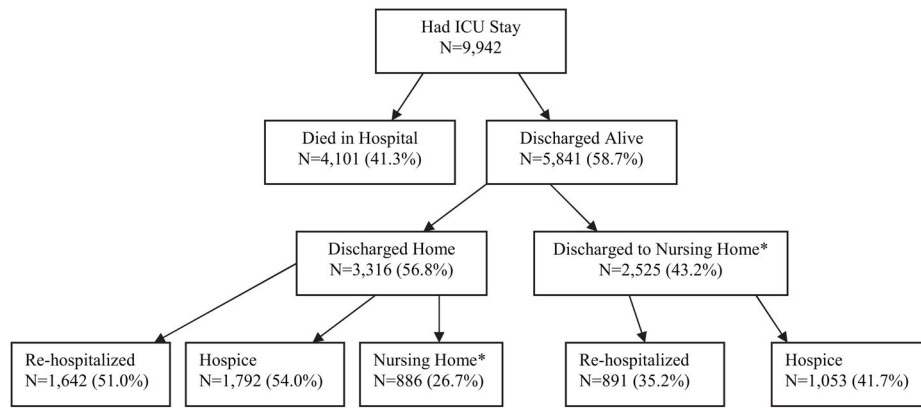 Had ICU Stay
N=9,942
Died in Hospital
N=4,101 (41.3%)
Discharged Alive
N=5,841 (58.7%)
Discharged Home
N=3,316 (56.8%)
Discharged to Nursing Home*
N=2,525 (43.2%)
Re-hospitalized
N=1,642 (51.0%)
Hospice
N=1,792 (54.0%)
Nursing Home*
N=886 (26.7%)
Re-hospitalized
N=891 (35.2%)
Hospice
N=1,053 (41.7%)